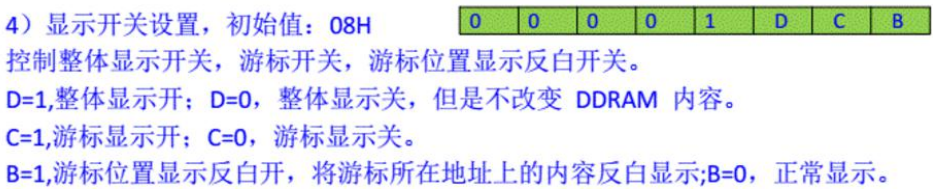 4）显示开关设置，初始值：08H 0 0 0 0 1 D C B
控制整体显示开关，游标开关，游标位置显示反白开关。
D=1,整体显示开；D=0，整体显示关，但是不改变 DDRAM 内容。
C=1,游标显示开；C=0，游标显示关。
B=1,游标位置显示反白开，将游标所在地址上的内容反白显示;B=0，正常显示。